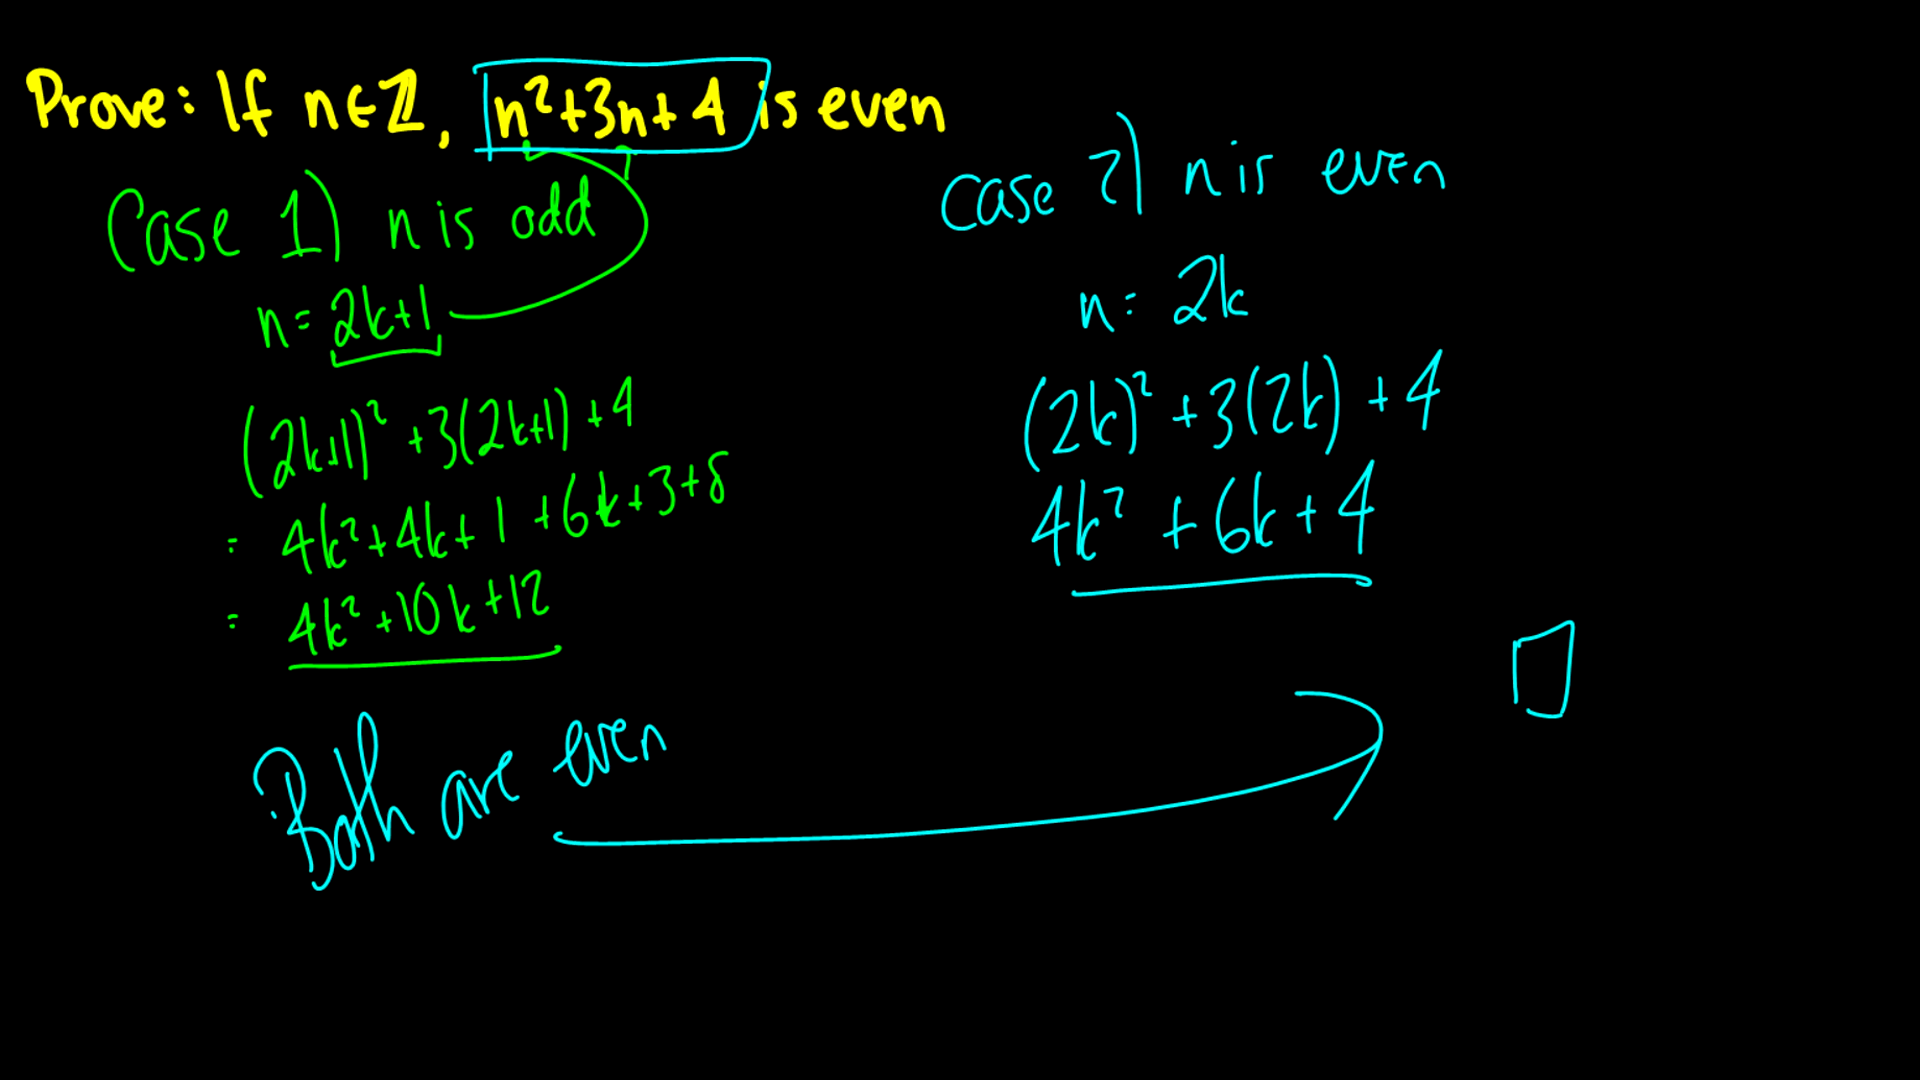 Prove: If n∈ℤ, n²+3n+4 is even
Case 1) n is odd
n = 2k+1
(2k+1)² +3(2k+1) +4
= 4k²+4k+1 +6k+3+8
= 4k²+10k+12
Case 2) n is even
n = 2k
(2k)² +3(2k) +4
4k² +6k+4
Both are even